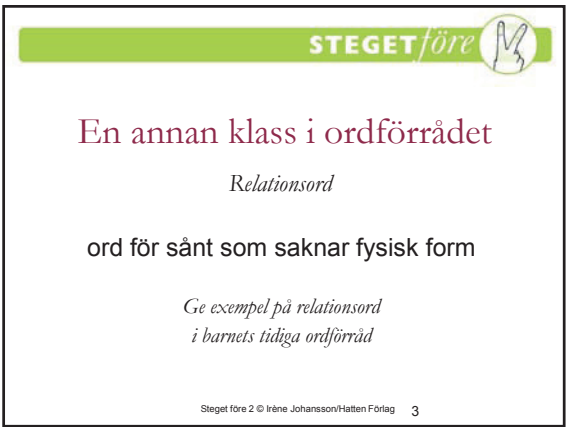 STEGET före
En annan klass i ordförrådet
Relationsord
ord för sånt som saknar fysisk form
Ge exempel på relationsord
i barnets tidiga ordförråd
Steget före 2 © Irène Johansson/Hatten Förlag 3